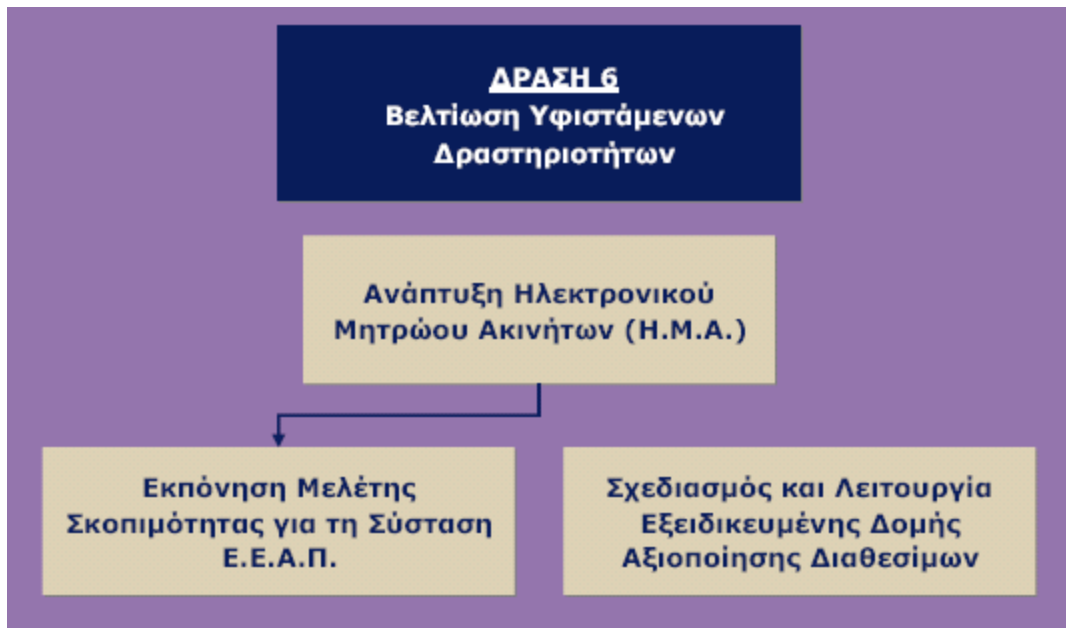 ΔΡΑΣΗ 6
Βελτίωση Υφιστάμενων
Δραστηριοτήτων
Ανάπτυξη Ηλεκτρονικού
Μητρώου Ακινήτων (Η.Μ.Α.)
Εκπόνηση Μελέτης
Σκοπιμότητας για τη Σύσταση
Ε.Ε.Α.Π.
Σχεδιασμός και Λειτουργία
Εξειδικευμένης Δομής
Αξιοποίησης Διαθεσίμων